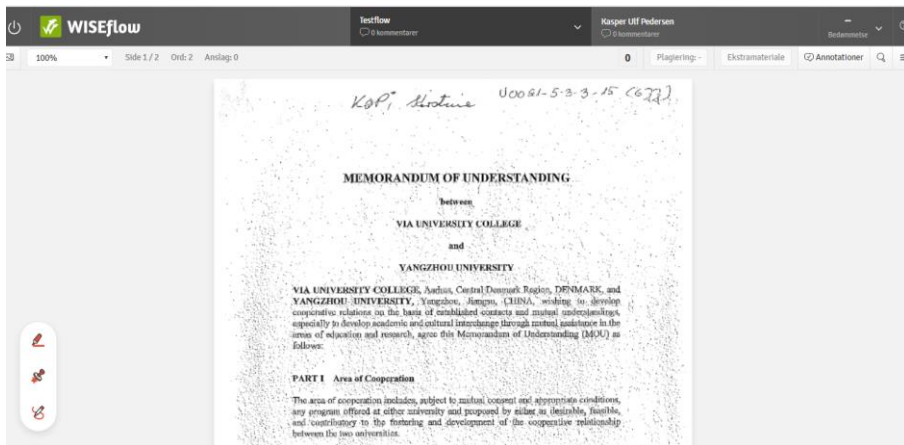 WISEflow
Testflow
0 kommentarer
Kasper Ulf Pedersen
0 kommentarer
–
Bedømmelse
100%
Side 1 / 2 Ord: 2 Anslag: 0
0
Plagiering: -
Ekstramateriale
Annotationer
KOPi
MEMORANDUM OF UNDERSTANDING
between
VIA UNIVERSITY COLLEGE
and
YANGZHOU UNIVERSITY
VIA UNIVERSITY COLLEGE, Aarhus, Central Denmark Region, DENMARK, and
YANGZHOU UNIVERSITY, Yangzhou, Jiangsu, CHINA, wishing to develop
cooperative relations on the basis of established contacts and mutual understandings,
especially to develop academic and cultural interchange through mutual assistance in the
areas of education and research, agree this Memorandum of Understanding (MOU) as
follows:
PART I Area of Cooperation
The area of cooperation includes, subject to mutual consent and appropriate conditions,
any program offered at either university and proposed by either as desirable, feasible,
and contributory to the fostering and development of the cooperative relationship
between the two universities.